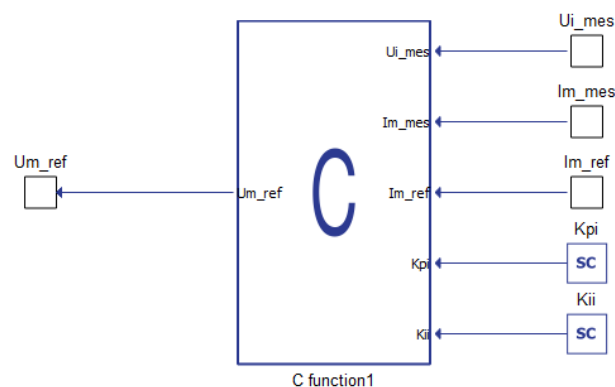 Ui_mes
Ui_mes
Im_mes
Im_mes
Um_ref
Um_ref
C
Im_ref
Im_ref
Kpi
Kpi
SC
Kii
Kii
SC
C function1